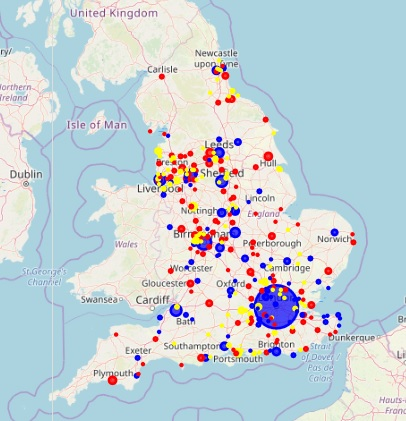 United Kingdom
Newcastle
upon Tyne
Carlisle
Northern
Ireland
Isle of Man
Leeds
Preston
Hull
Dublin
Sheffield
Liverpool
Lincoln
Nottingham
England
Birmingham
Wales
Peterborough
Norwich
St George's
Channel
Worcester
Cambridge
Gloucester
Oxford
Swansea
Cardiff
Bath
Dunkerque
Strait
of Dover /
Pas de
Calais
Southampton
Brighton
Exeter
Portsmouth
Plymouth
Li
Hauts-
Fra